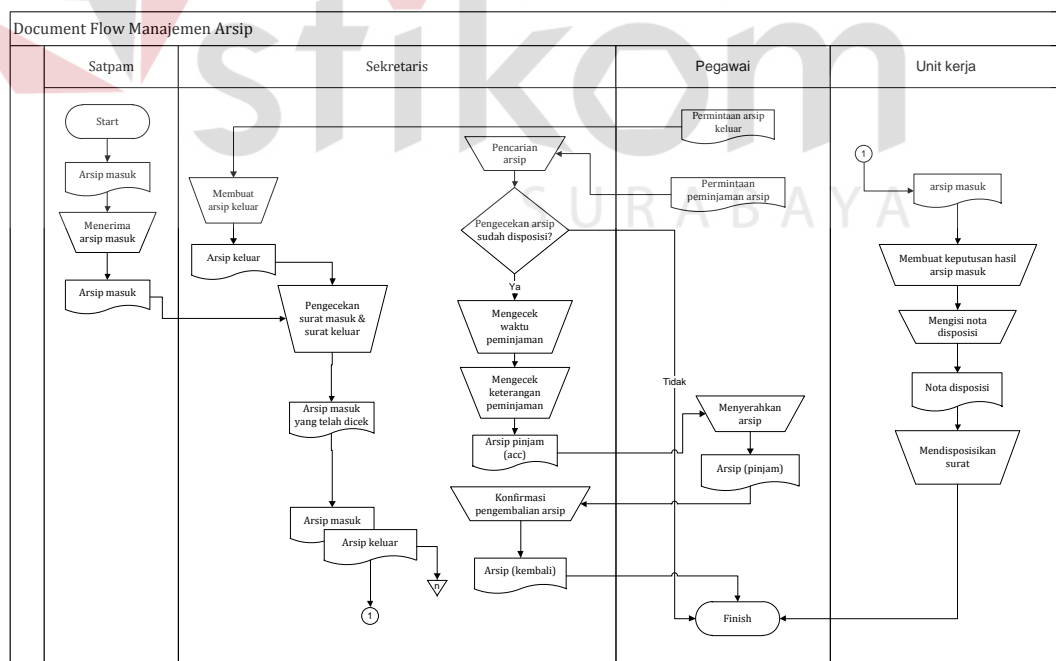 stikom
SURABAYA
Document Flow Manajemen Arsip
Satpam
Sekretaris
Pegawai
Unit kerja
Start
Arsip masuk
Menerima
arsip masuk
Arsip masuk
Membuat
arsip keluar
Arsip keluar
Pengecekan
surat masuk &
surat keluar
Arsip masuk
yang telah dicek
Arsip masuk
Arsip keluar
n
1
Pencarian
arsip
Pengecekan arsip
sudah disposisi?
Ya
Mengecek
waktu
peminjaman
Mengecek
keterangan
peminjaman
Arsip pinjam
(acc)
Konfirmasi
pengembalian arsip
Arsip (kembali)
Permintaan arsip
keluar
Permintaan
peminjaman arsip
Tidak
Menyerahkan
arsip
Arsip (pinjam)
Finish
1
arsip masuk
Membuat keputusan hasil
arsip masuk
Mengisi nota
disposisi
Nota disposisi
Mendisposisikan
surat